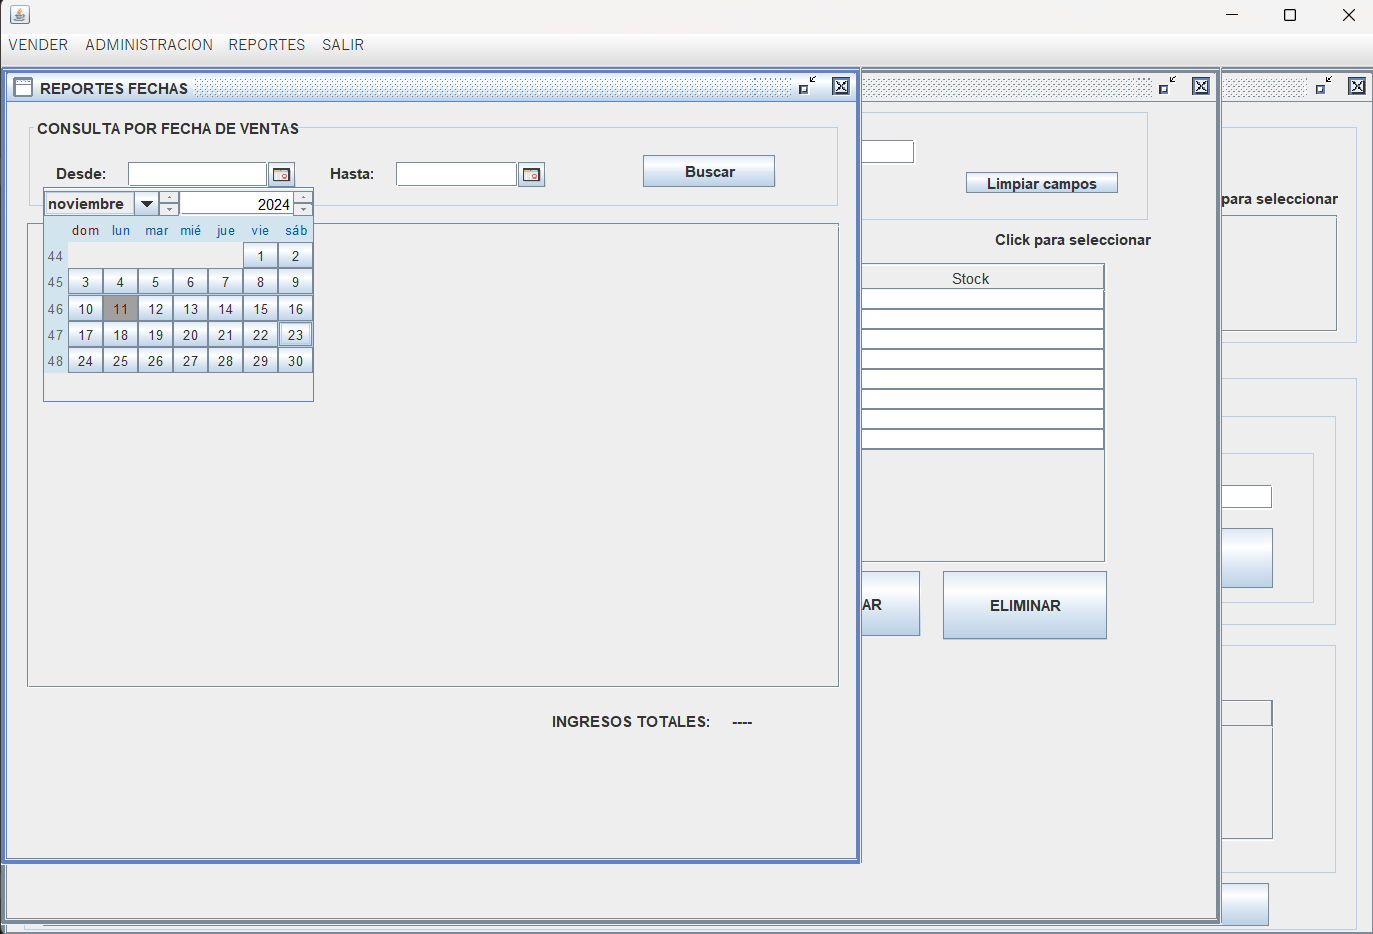 VENDER ADMINISTRACION REPORTES SALIR
REPORTES FECHAS
CONSULTA POR FECHA DE VENTAS
Desde: Hasta: Buscar
noviembre 2024
dom lun mar mié jue vie sáb
44 1 2
45 3 4 5 6 7 8 9
46 10 11 12 13 14 15 16
47 17 18 19 20 21 22 23
48 24 25 26 27 28 29 30
INGRESOS TOTALES: ----
Limpiar campos
Click para seleccionar
Stock
AR ELIMINAR
para seleccionar